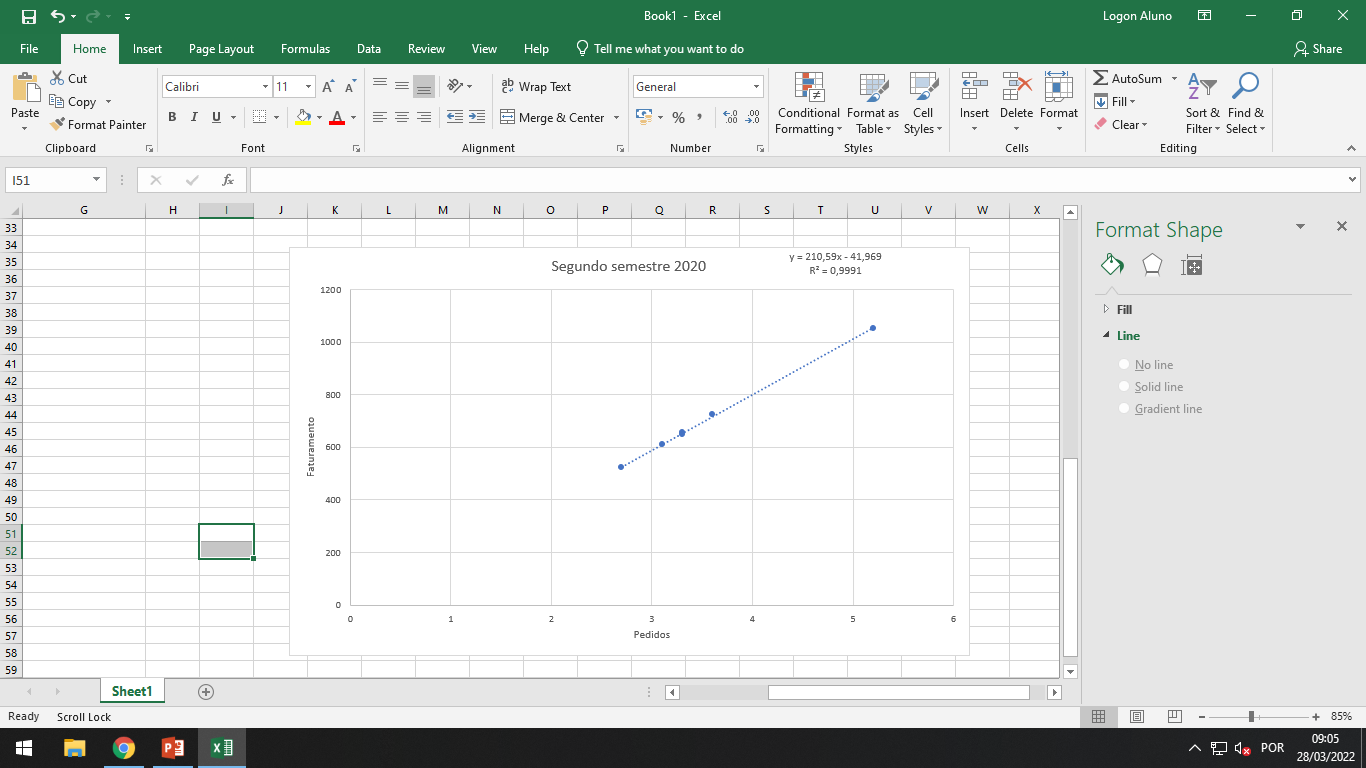 Book1 - Excel
Logon Aluno
File Home Insert Page Layout Formulas Data Review View Help Tell me what you want to do Share
Paste
Cut
Copy
Format Painter
Clipboard
Calibri 11
B I U
Font
Wrap Text
Merge & Center
Alignment
General
Number
Conditional Formatting
Format as Table
Cell Styles
Styles
Insert
Delete
Format
Cells
AutoSum
Fill
Clear
Sort & Filter
Find & Select
Editing
I51
fx
G H I J K L M N O P Q R S T U V W X
33
34
35
36
37
38
39
40
41
42
43
44
45
46
47
48
49
50
51
52
53
54
55
56
57
58
59
Segundo semestre 2020
y = 210,59x - 41,969
R² = 0,9991
1200
1000
800
600
400
200
0
Faturamento
0 1 2 3 4 5 6
Pedidos
Format Shape
Fill
Line
No line
Solid line
Gradient line
Sheet1
Ready Scroll Lock
85%
POR
09:05
28/03/2022